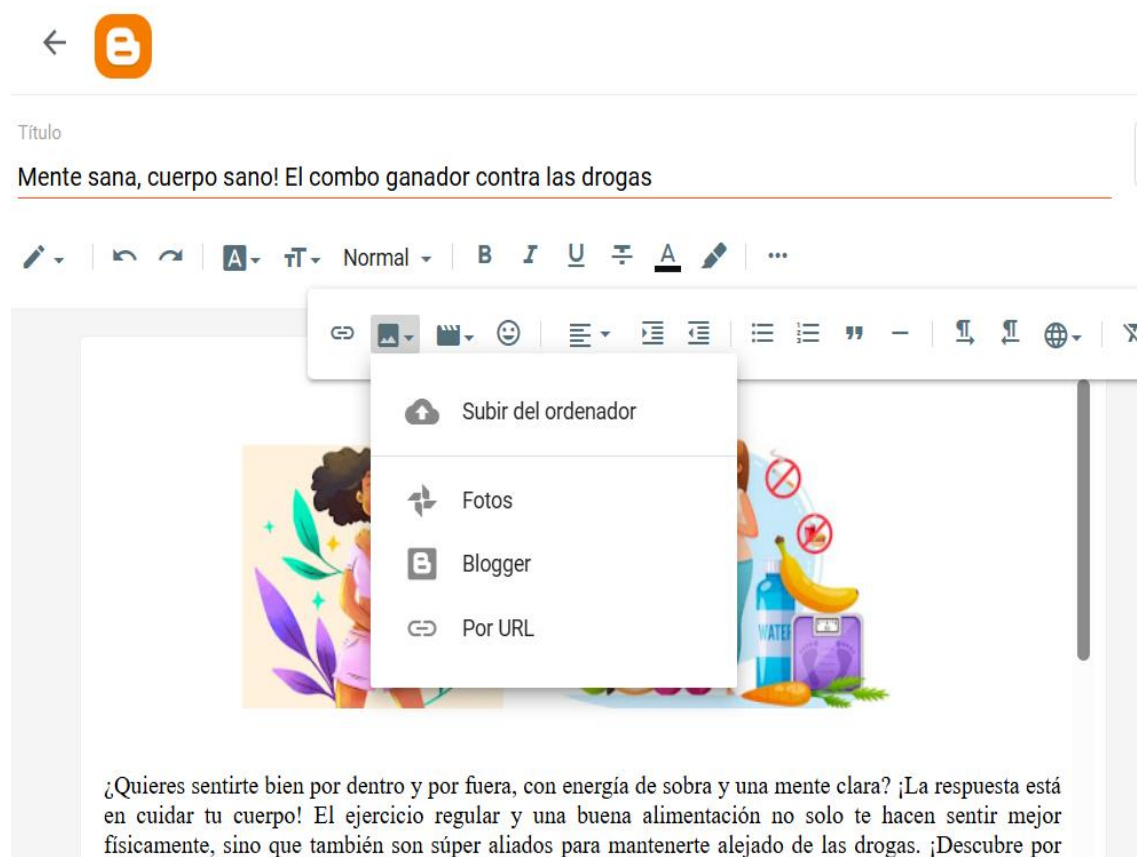 Título
Mente sana, cuerpo sano! El combo ganador contra las drogas
Normal
Subir del ordenador
Fotos
Blogger
Por URL
WATER
¿Quieres sentirte bien por dentro y por fuera, con energía de sobra y una mente clara? ¡La respuesta está
en cuidar tu cuerpo! El ejercicio regular y una buena alimentación no solo te hacen sentir mejor
físicamente, sino que también son súper aliados para mantenerte alejado de las drogas. ¡Descubre por